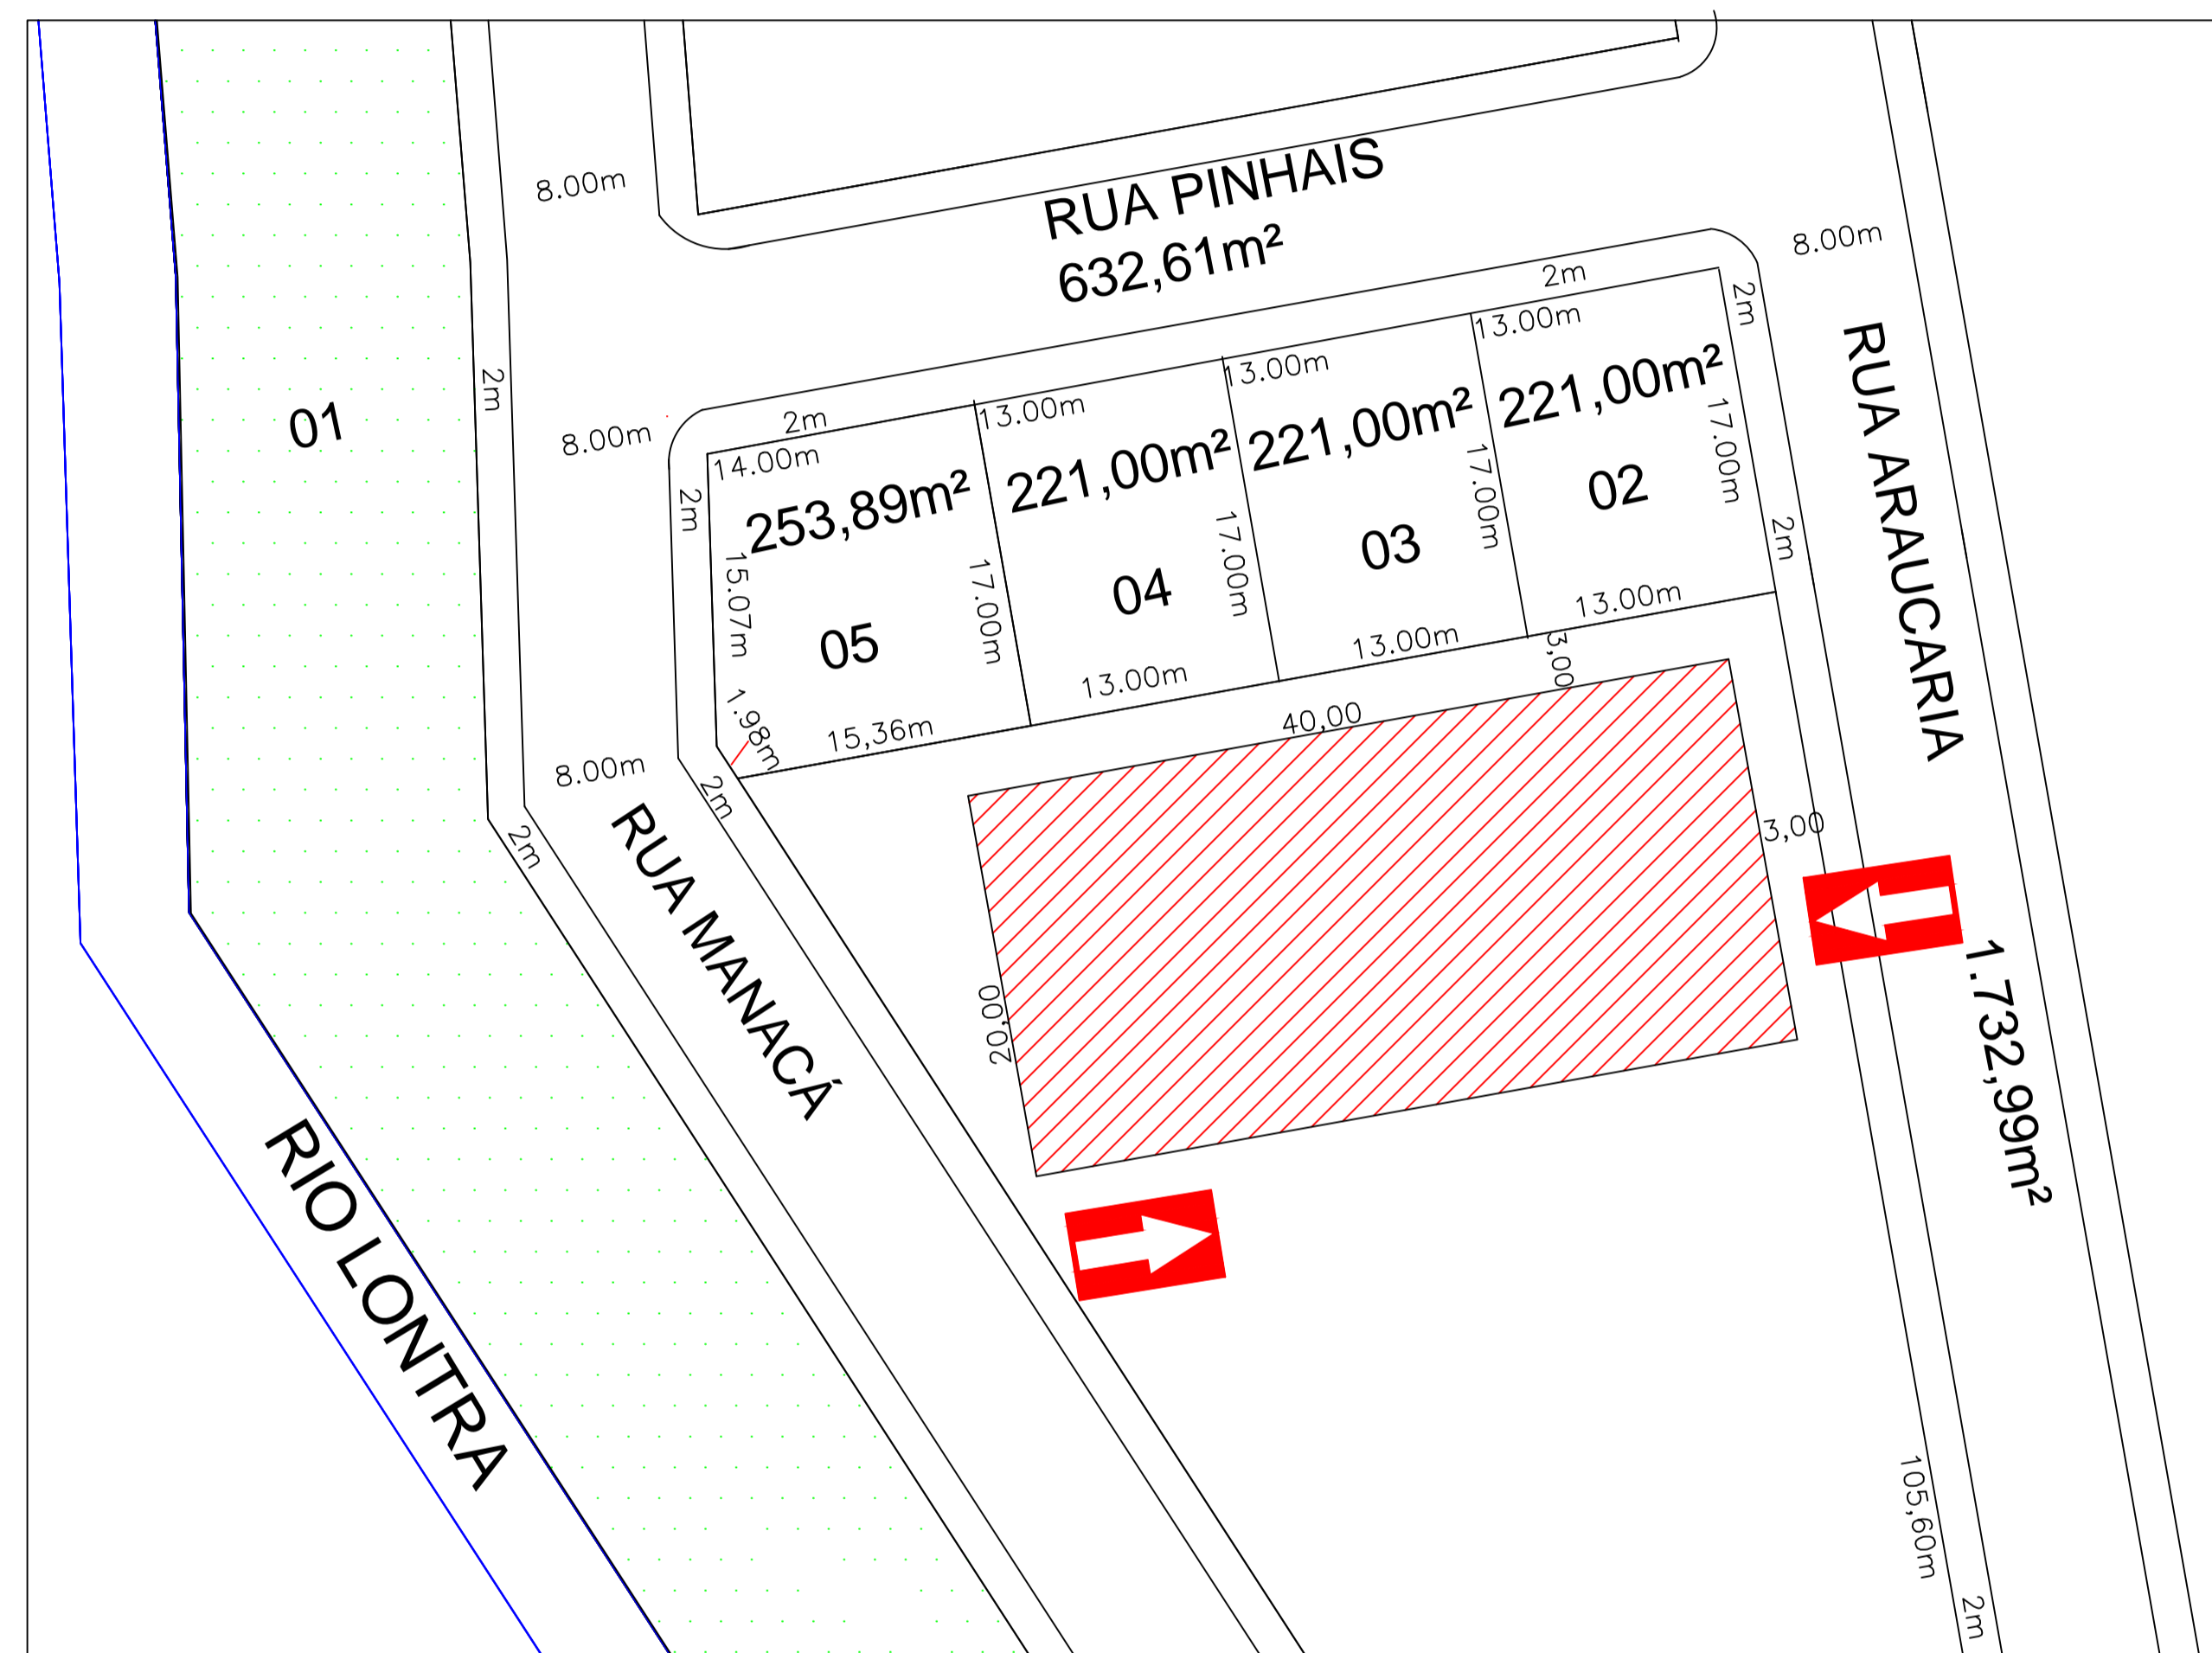 8.00m
RUA PINHAIS
632,61m²
8.00m
2m
2m
13.00m
13.00m
13.00m
2m
14.00m
8.00m
2m
01
2m
253,89m²
221,00m²
221,00m²
221,00m²
05
04
03
02
15.07m
17.00m
17.00m
17.00m
17.00m
2m
1.98m
15,36m
13.00m
13.00m
13.00m
3,00
40,00
8.00m
2m
2m
RUA MANACÁ
RUA ARAUCARIA
3,00
20,00
1.732,99m²
RIO LONTRA
105,60m
2m